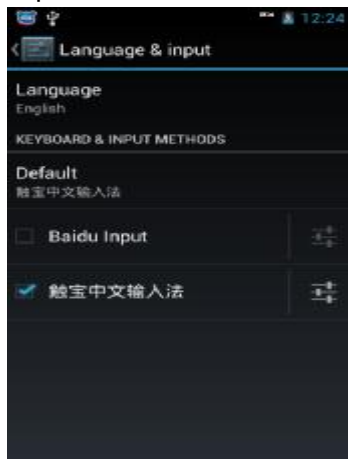 12:24
Language & input
Language
English
KEYBOARD & INPUT METHODS
Default
触宝中文输入法
Baidu Input
触宝中文输入法